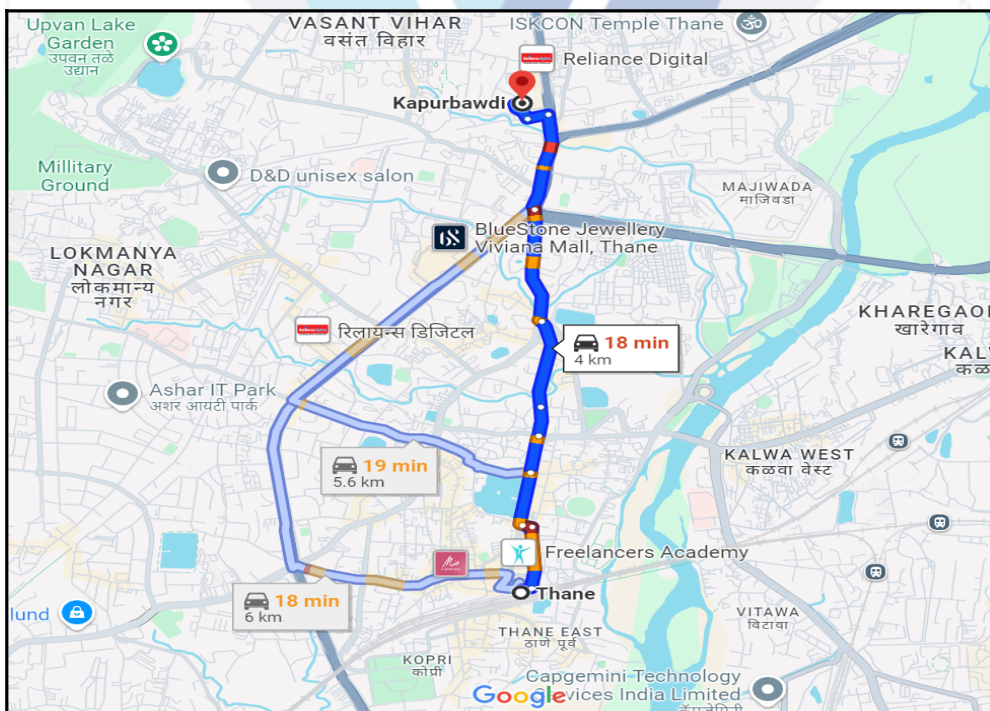 VASANT VIHAR
वसंत विहार
ISKCON Temple Thane
Upvan Lake
Garden
उपवन तळे
उद्यान
Reliance Digital
Kapurbawdi
Millitary
Ground
D&D unisex salon
MAJIWADA
माजिवडा
BlueStone Jewellery
Viviana Mall, Thane
LOKMANYA
NAGAR
लोकमान्य
नगर
KHAREGAO
खारेगाव
रिलायन्स डिजिटल
18 min
4 km
KAL
Ashar IT Park
अशर आयटी पार्क
KALWA WEST
कळवा वेस्ट
19 min
5.6 km
Freelancers Academy
18 min
6 km
Thane
lund
VITAWA
विटावा
THANE EAST
ठाणे पूर्व
KOPRI
कोप्री
Capgemini Technology
Services India Limited
Google